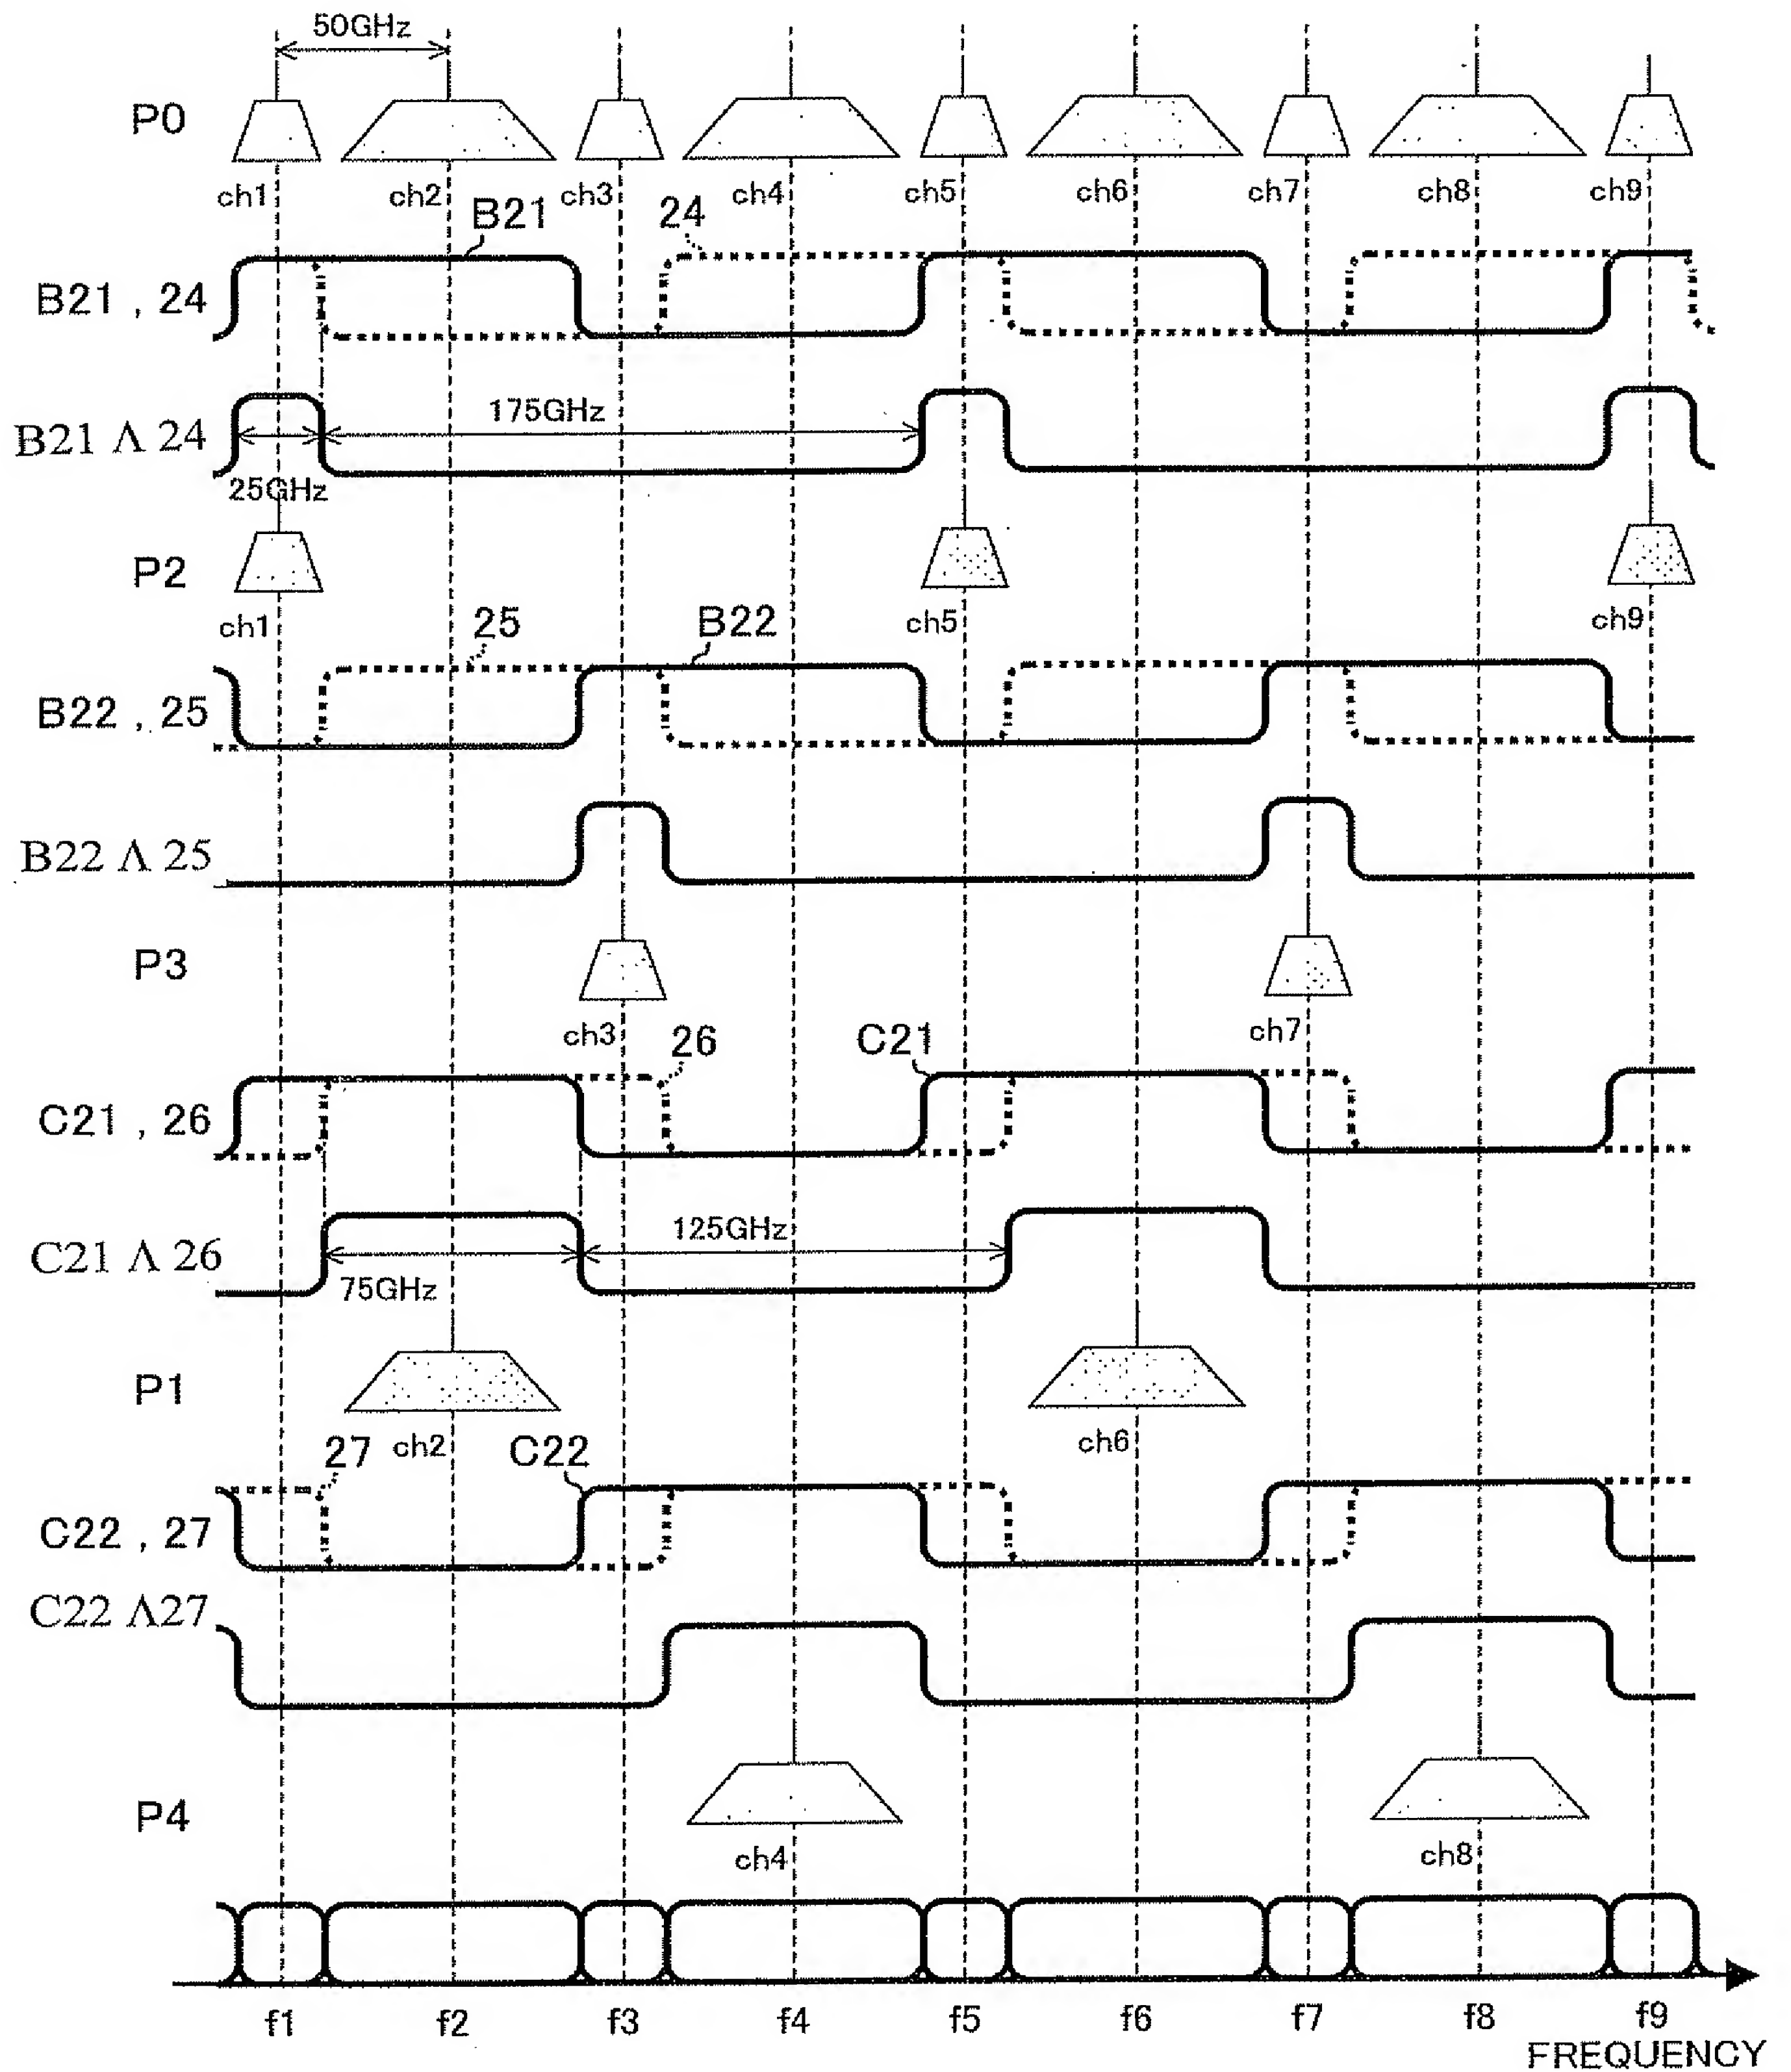 50GHz
P0
ch1 ch2 ch3 ch4 ch5 ch6 ch7 ch8 ch9
B21 24
B21 , 24
B21 Λ 24
175GHz
25GHz
P2
ch1 ch5 ch9
25 B22
B22 , 25
B22 Λ 25
P3
ch3 ch7
26 C21
C21 , 26
C21 Λ 26
125GHz
75GHz
P1
ch2 ch6
27 C22
C22 , 27
C22 Λ27
P4
ch4 ch8
f1 f2 f3 f4 f5 f6 f7 f8 f9
FREQUENCY